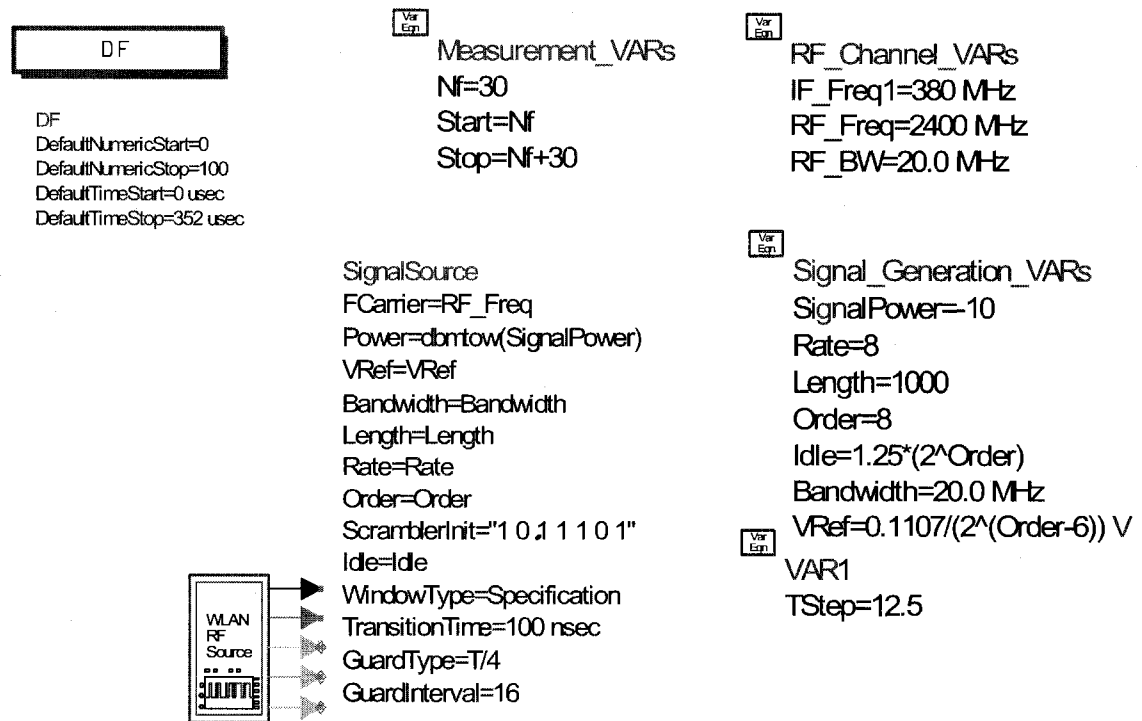 DF
DF
DefaultNumericStart=0
DefaultNumericStop=100
DefaultTimeStart=0 usec
DefaultTimeStop=352 usec
Var
Eqn
Measurement_VARs
Nf=30
Start=Nf
Stop=Nf+30
Var
Eqn
RF_Channel_VARs
IF_Freq1=380 MHz
RF_Freq=2400 MHz
RF_BW=20.0 MHz
SignalSource
FCarrier=RF_Freq
Power=dbmtow(SignalPower)
VRef=VRef
Bandwidth=Bandwidth
Length=Length
Rate=Rate
Order=Order
ScramblerInit="1 0 1 1 1 0 1"
Idle=Idle
WindowType=Specification
TransitionTime=100 nsec
GuardType=T/4
GuardInterval=16
WLAN
RF
Source
Var
Eqn
Signal_Generation_VARs
SignalPower=-10
Rate=8
Length=1000
Order=8
Idle=1.25*(2^Order)
Bandwidth=20.0 MHz
VRef=0.1107/(2^(Order-6)) V
Var
Eqn
VAR1
TStep=12.5